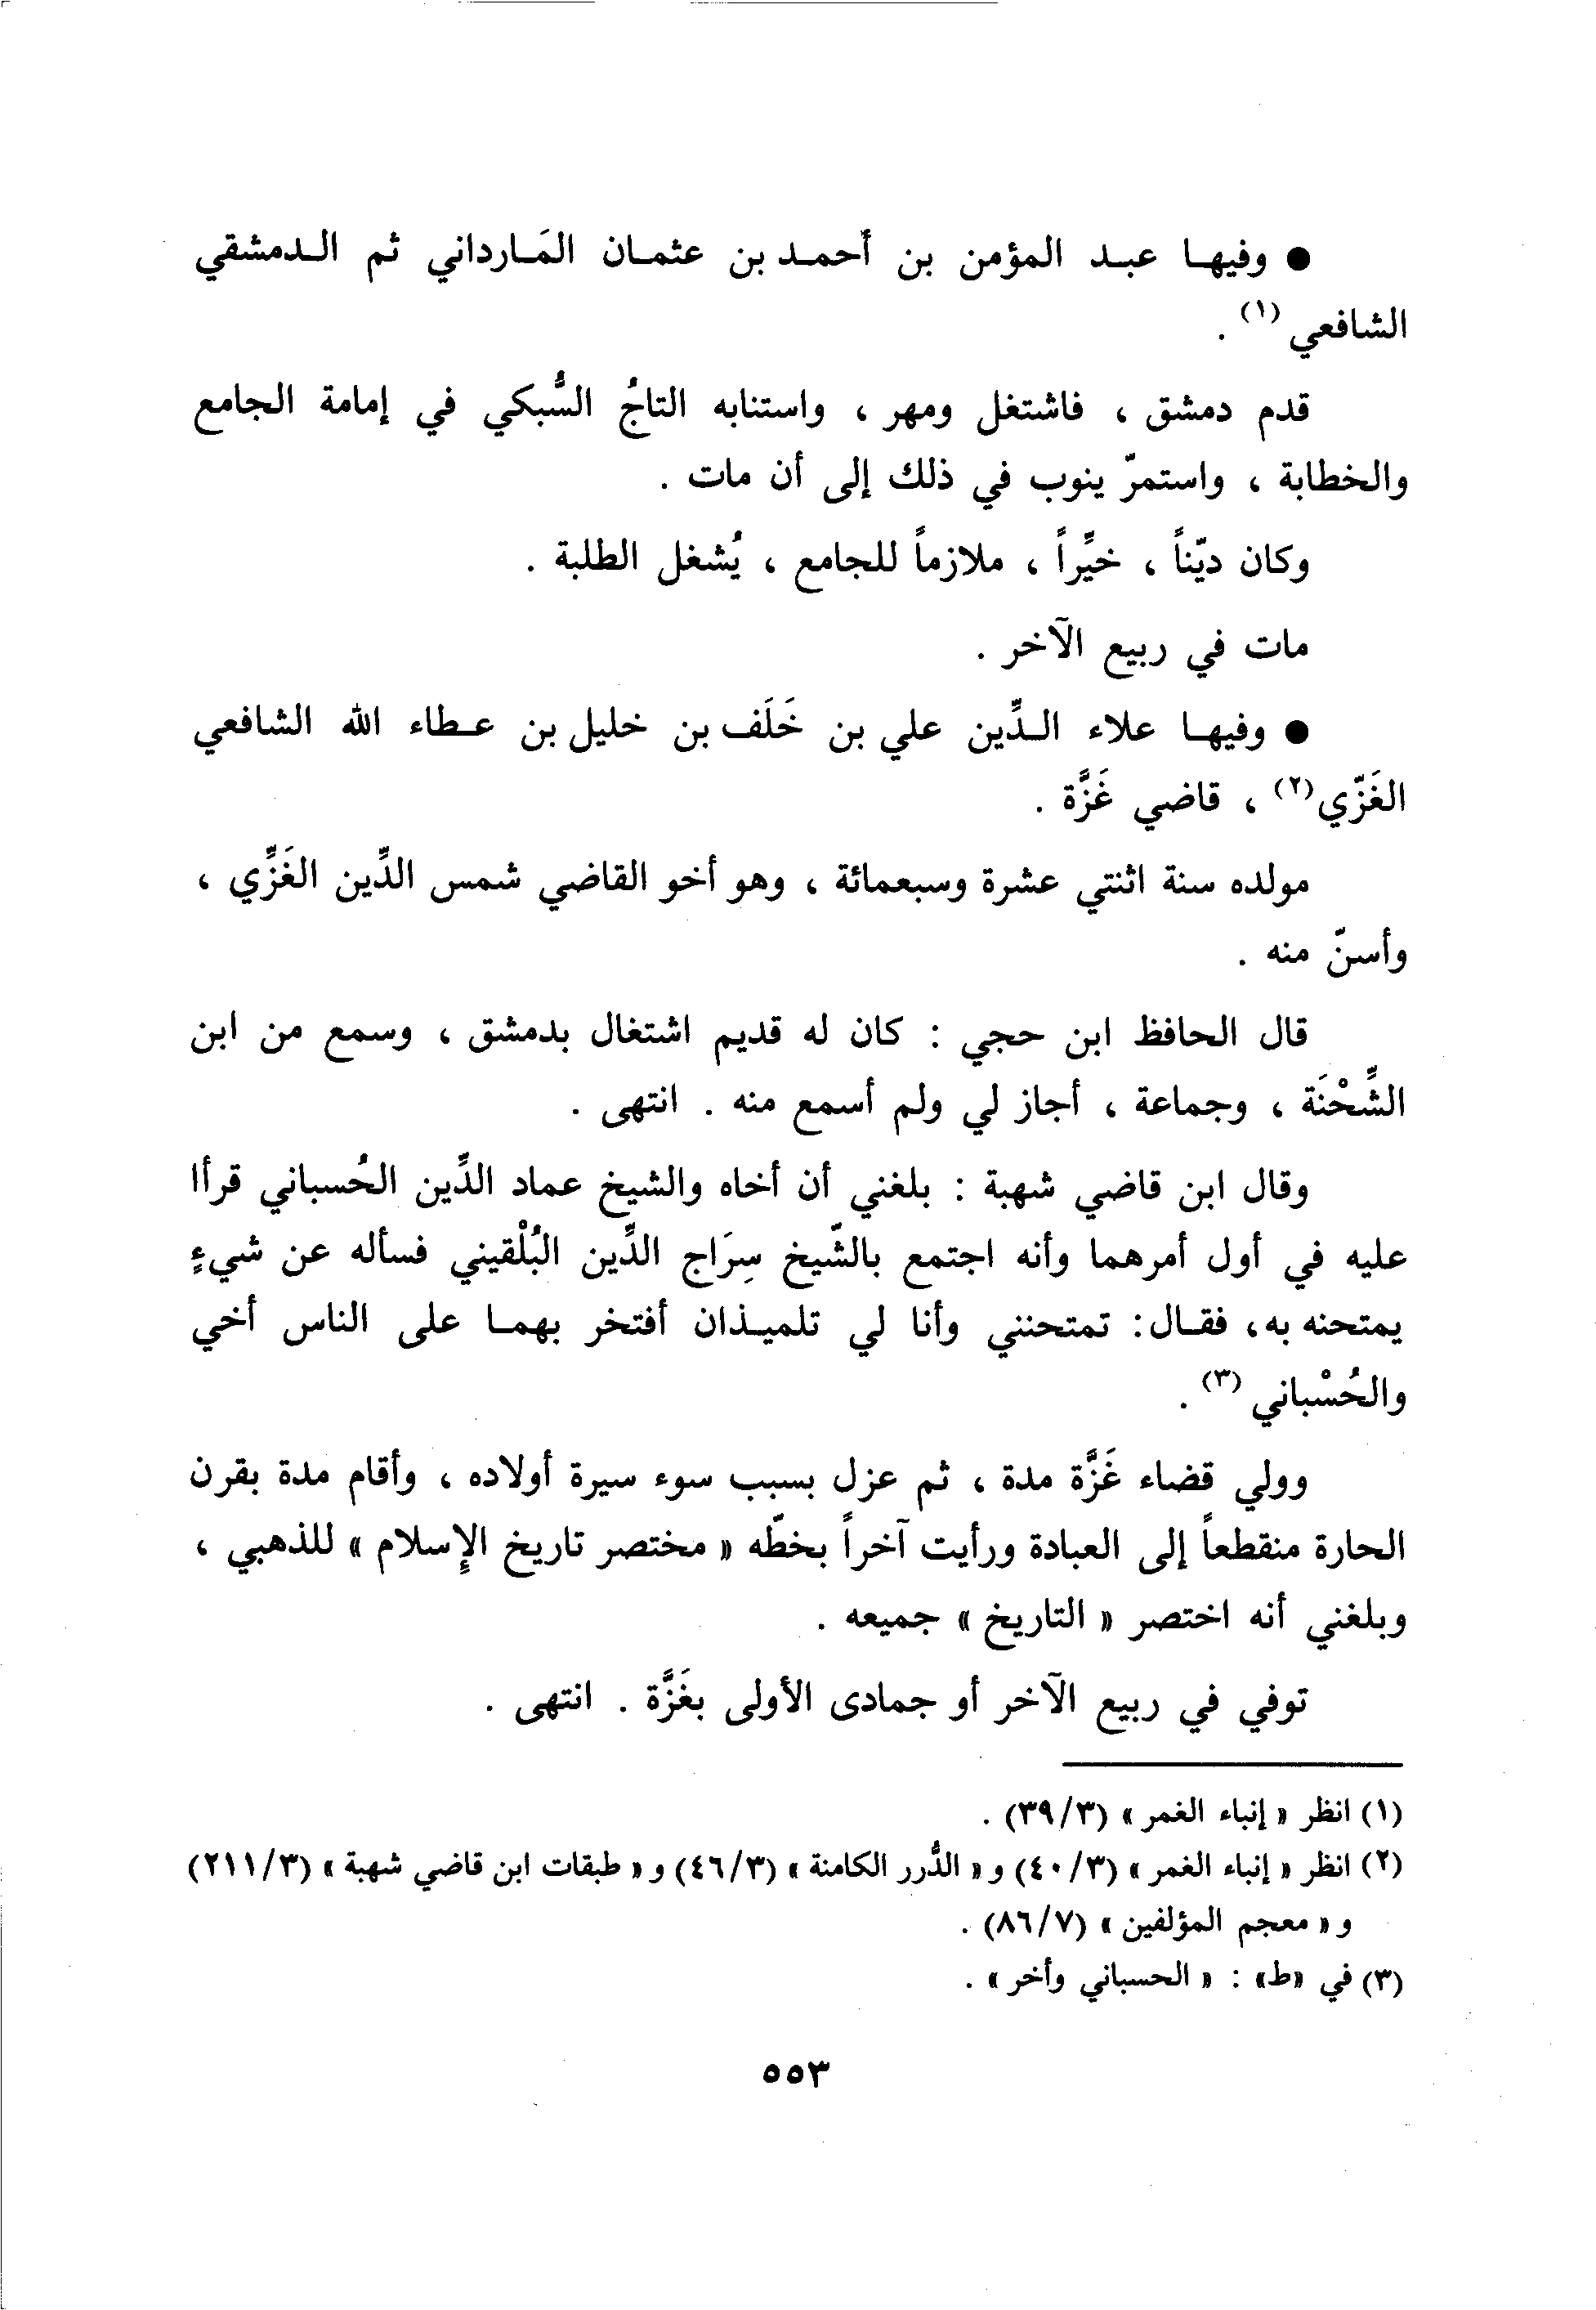 ● وفيها عبد المؤمن بن أحمد بن عثمان المَارداني ثم الدمشقي
الشافعي (١) .
قدم دمشق ، فاشتغل ومهر ، واستنابه التاجُ السُّبكي في إمامة الجامع
والخطابة ، واستمرّ ينوب في ذلك إلى أن مات .
وكان ديّناً ، خيِّراً ، ملازماً للجامع ، يُشغل الطلبة .
مات في ربيع الآخر .
● وفيها علاء الدِّين علي بن خَلَف بن خليل بن عطاء الله الشافعي
الغَزّي (٢) ، قاضي غَزَّة .
مولده سنة اثنتي عشرة وسبعمائة ، وهو أخو القاضي شمس الدِّين الغَزِّي ،
وأسنّ منه .
قال الحافظ ابن حجي : كان له قديم اشتغال بدمشق ، وسمع من ابن
الشِّحْنَة ، وجماعة ، أجاز لي ولم أسمع منه . انتهى .
وقال ابن قاضي شهبة : بلغني أن أخاه والشيخ عماد الدِّين الحُسباني قرأا
عليه في أول أمرهما وأنه اجتمع بالشّيخ سِرَاج الدِّين البُلْقيني فسأله عن شيءٍ
يمتحنه به، فقال: تمتحنني وأنا لي تلميذان أفتخر بهما على الناس أخي
والحُسْباني (٣) .
وولي قضاء غَزَّة مدة ، ثم عزل بسبب سوء سيرة أولاده ، وأقام مدة بقرن
الحارة منقطعاً إلى العبادة ورأيت آخراً بخطّه « مختصر تاريخ الإسلام » للذهبي ،
وبلغني أنه اختصر « التاريخ » جميعه .
توفي في ربيع الآخر أو جمادى الأولى بغَزَّة . انتهى .
(١) انظر « إنباء الغمر » (٣٩/٣) .
(٢) انظر « إنباء الغمر » (٤٠/٣) و « الدُّرر الكامنة » (٤٦/٣) و « طبقات ابن قاضي شهبة » (٢١١/٣)
و « معجم المؤلفين » (٨٦/٧) .
(٣) في «ط» : « الحسباني وأخر » .
٥٥٣